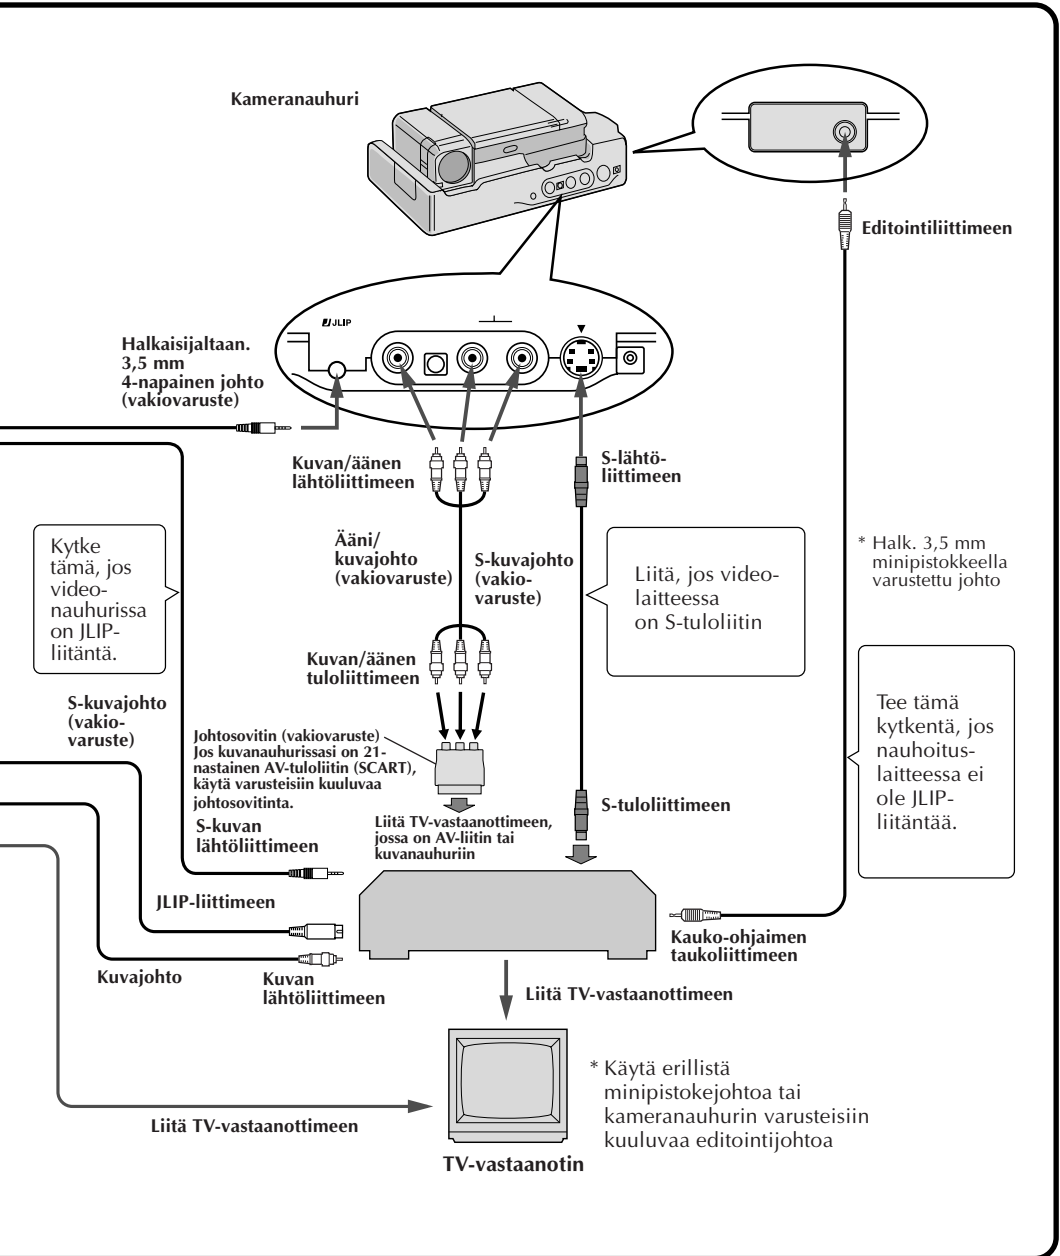 Kameranauhuri
Editointiliittimeen
JLIP
Halkaisijaltaan.
3,5 mm
4-napainen johto
(vakiovaruste)
Kuvan/äänen
lähtöliittimeen
S-lähtö-
liittimeen
Kytke
tämä, jos
video-
nauhurissa
on JLIP-
liitäntä.
Ääni/
kuvajohto
(vakiovaruste)
S-kuvajohto
(vakio-
varuste)
Liitä, jos video-
laitteessa
on S-tuloliitin
* Halk. 3,5 mm
minipistokkeella
varustettu johto
Kuvan/äänen
tuloliittimeen
Tee tämä
kytkentä, jos
nauhoitus-
laitteessa ei
ole JLIP-
liitäntää.
S-kuvajohto
(vakio-
varuste)
Johtosovitin (vakiovaruste)
Jos kuvanauhurissasi on 21-
nastainen AV-tuloliitin (SCART),
käytä varusteisiin kuuluvaa
johtosovitinta.
S-tuloliittimeen
Liitä TV-vastaanottimeen,
jossa on AV-liitin tai
kuvanauhuriin
S-kuvan
lähtöliittimeen
JLIP-liittimeen
Kuvajohto
Kuvan
lähtöliittimeen
Kauko-ohjaimen
taukoliittimeen
Liitä TV-vastaanottimeen
* Käytä erillistä
minipistokejohtoa tai
kameranauhurin varusteisiin
kuuluvaa editointijohtoa
Liitä TV-vastaanottimeen
TV-vastaanotin